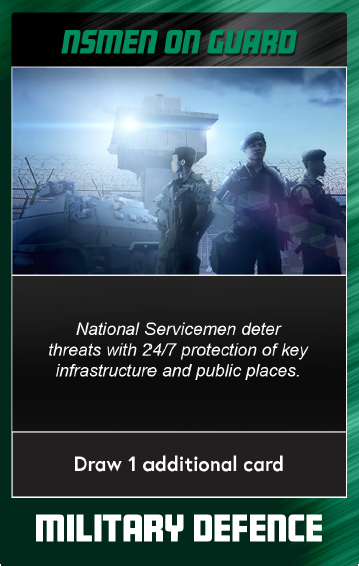 NSMEN ON GUARD
National Servicemen deter
threats with 24/7 protection of key
infrastructure and public places.
Draw 1 additional card
MILITARY DEFENCE